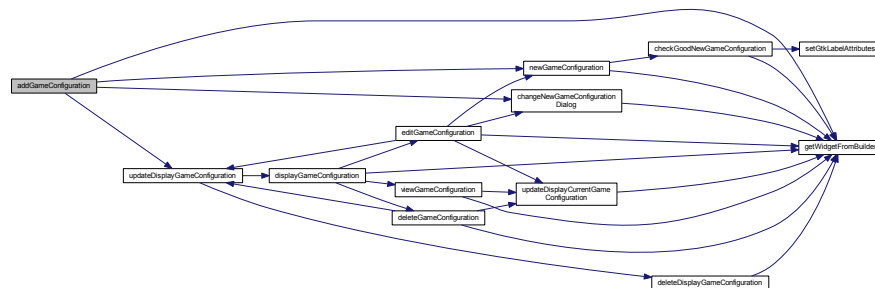 checkGoodNewGameConfiguration
setGtkLabelAttributes
newGameConfiguration
addGameConfiguration
changeNewGameConfiguration
Dialog
editGameConfiguration
getWidgetFromBuilder
updateDisplayGameConfiguration
displayGameConfiguration
viewGameConfiguration
updateDisplayCurrentGame
Configuration
deleteGameConfiguration
deleteDisplayGameConfiguration